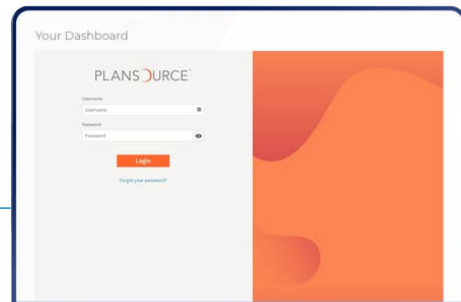 Your Dashboard
PLANSOURCE
Username
Username
Password
Password
Login
Forgot your password?